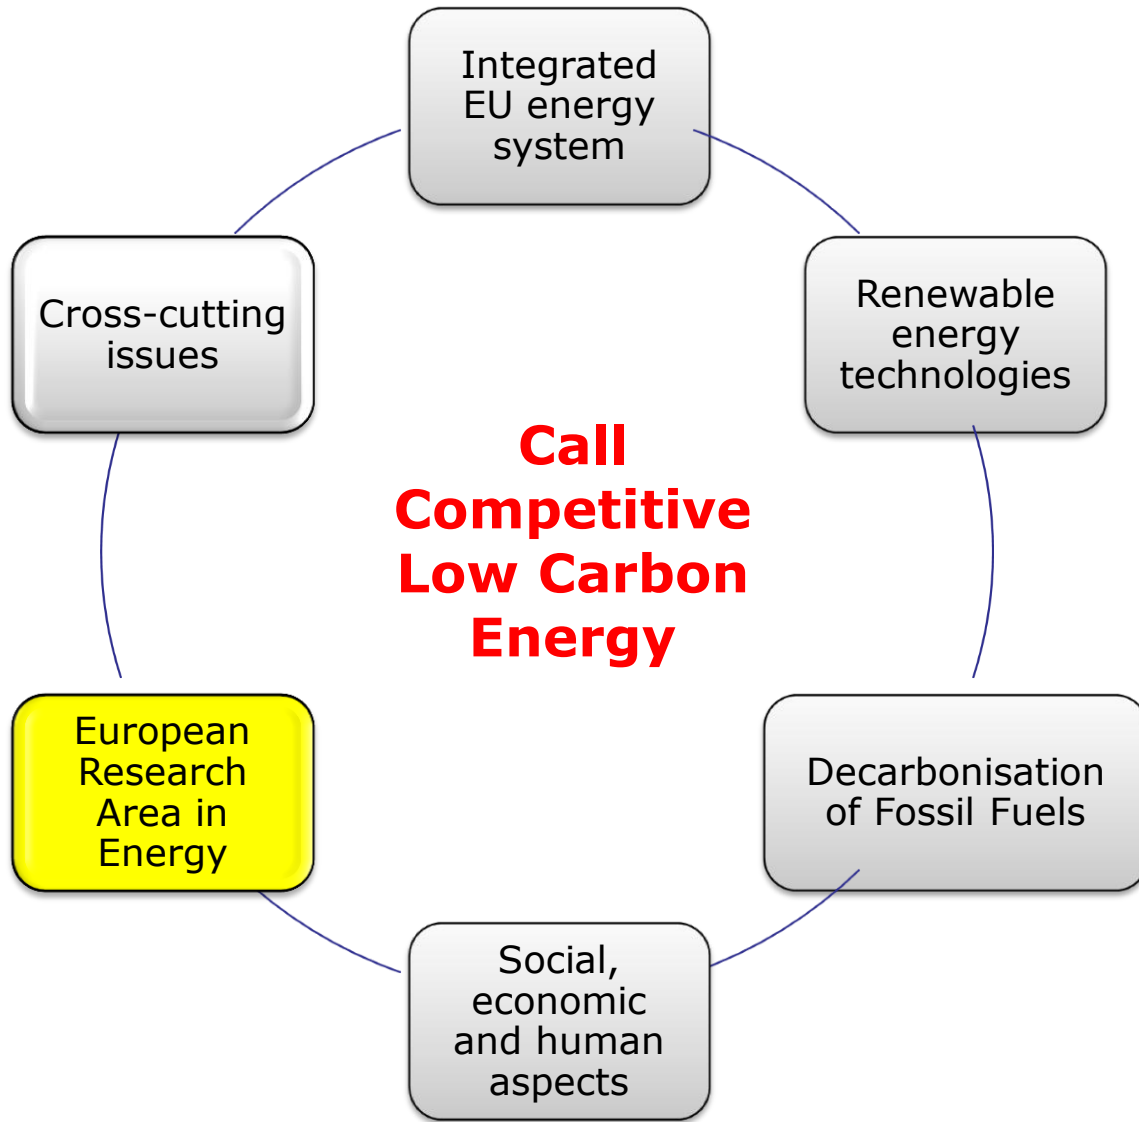 Integrated
EU energy
system
Renewable
energy
technologies
Decarbonisation
of Fossil Fuels
Social,
economic
and human
aspects
European
Research
Area in
Energy
Cross-cutting
issues
Call
Competitive
Low Carbon
Energy